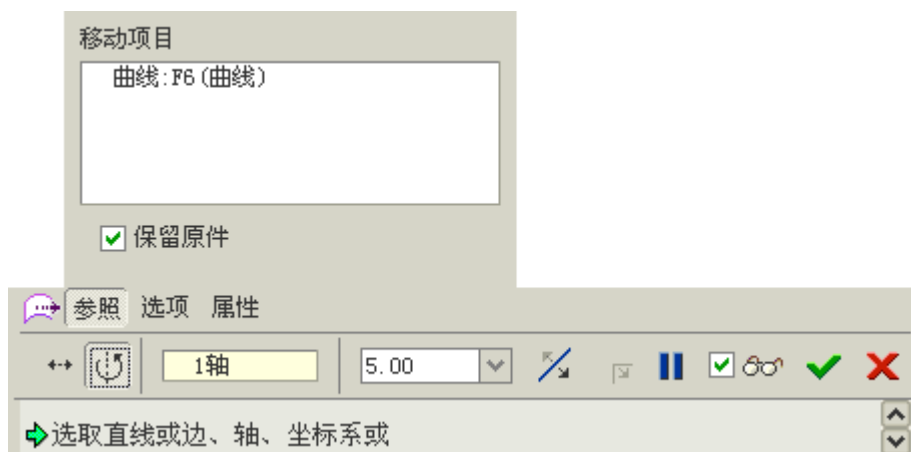 移动项目
曲线:F6(曲线)
保留原件
参照 选项 属性
1轴 5.00
选取直线或边、轴、坐标系或